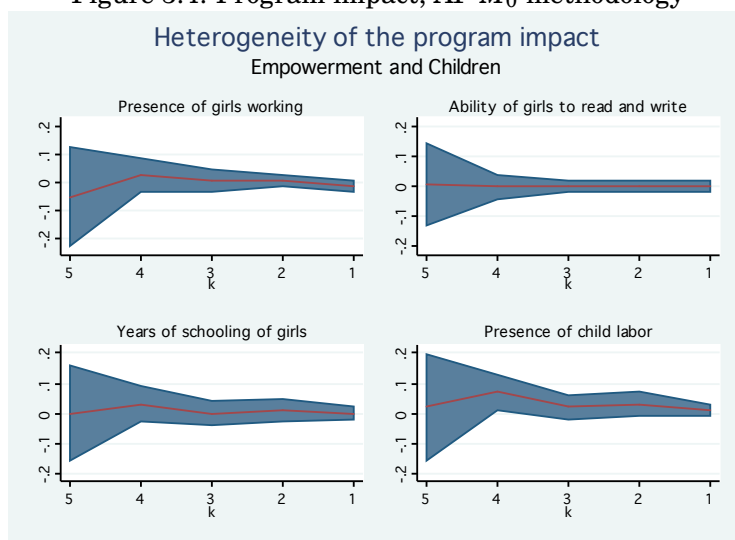 Heterogeneity of the program impact
Empowerment and Children
Presence of girls working
.2
.1
0
-.1
-.2
5 4 3 2 1
k
Ability of girls to read and write
.2
.1
0
-.1
-.2
5 4 3 2 1
k
Years of schooling of girls
.2
.1
0
-.1
-.2
5 4 3 2 1
k
Presence of child labor
.2
.1
0
-.1
-.2
5 4 3 2 1
k